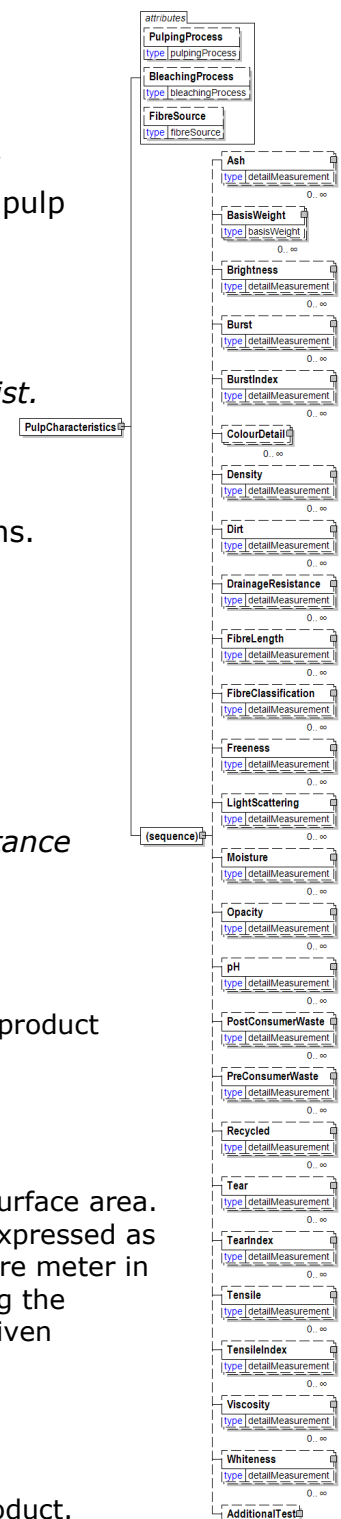 attributes
PulpingProcess
type pulpingProcess
BleachingProcess
type bleachingProcess
FibreSource
type fibreSource
pulp
ist.
ns.
tance
product
urface area.
xpressed as
re meter in
g the
iven
oduct.
PulpCharacteristics
(sequence)
Ash
type detailMeasurement
0.. ∞
BasisWeight
type basisWeight
0.. ∞
Brightness
type detailMeasurement
0.. ∞
Burst
type detailMeasurement
0.. ∞
BurstIndex
type detailMeasurement
0.. ∞
ColourDetail
0.. ∞
Density
type detailMeasurement
0.. ∞
Dirt
type detailMeasurement
0.. ∞
DrainageResistance
type detailMeasurement
0.. ∞
FibreLength
type detailMeasurement
0.. ∞
FibreClassification
type detailMeasurement
0.. ∞
Freeness
type detailMeasurement
0.. ∞
LightScattering
type detailMeasurement
0.. ∞
Moisture
type detailMeasurement
0.. ∞
Opacity
type detailMeasurement
0.. ∞
pH
type detailMeasurement
0.. ∞
PostConsumerWaste
type detailMeasurement
0.. ∞
PreConsumerWaste
type detailMeasurement
0.. ∞
Recycled
type detailMeasurement
0.. ∞
Tear
type detailMeasurement
0.. ∞
TearIndex
type detailMeasurement
0.. ∞
Tensile
type detailMeasurement
0.. ∞
TensileIndex
type detailMeasurement
0.. ∞
Viscosity
type detailMeasurement
0.. ∞
Whiteness
type detailMeasurement
0.. ∞
AdditionalTest